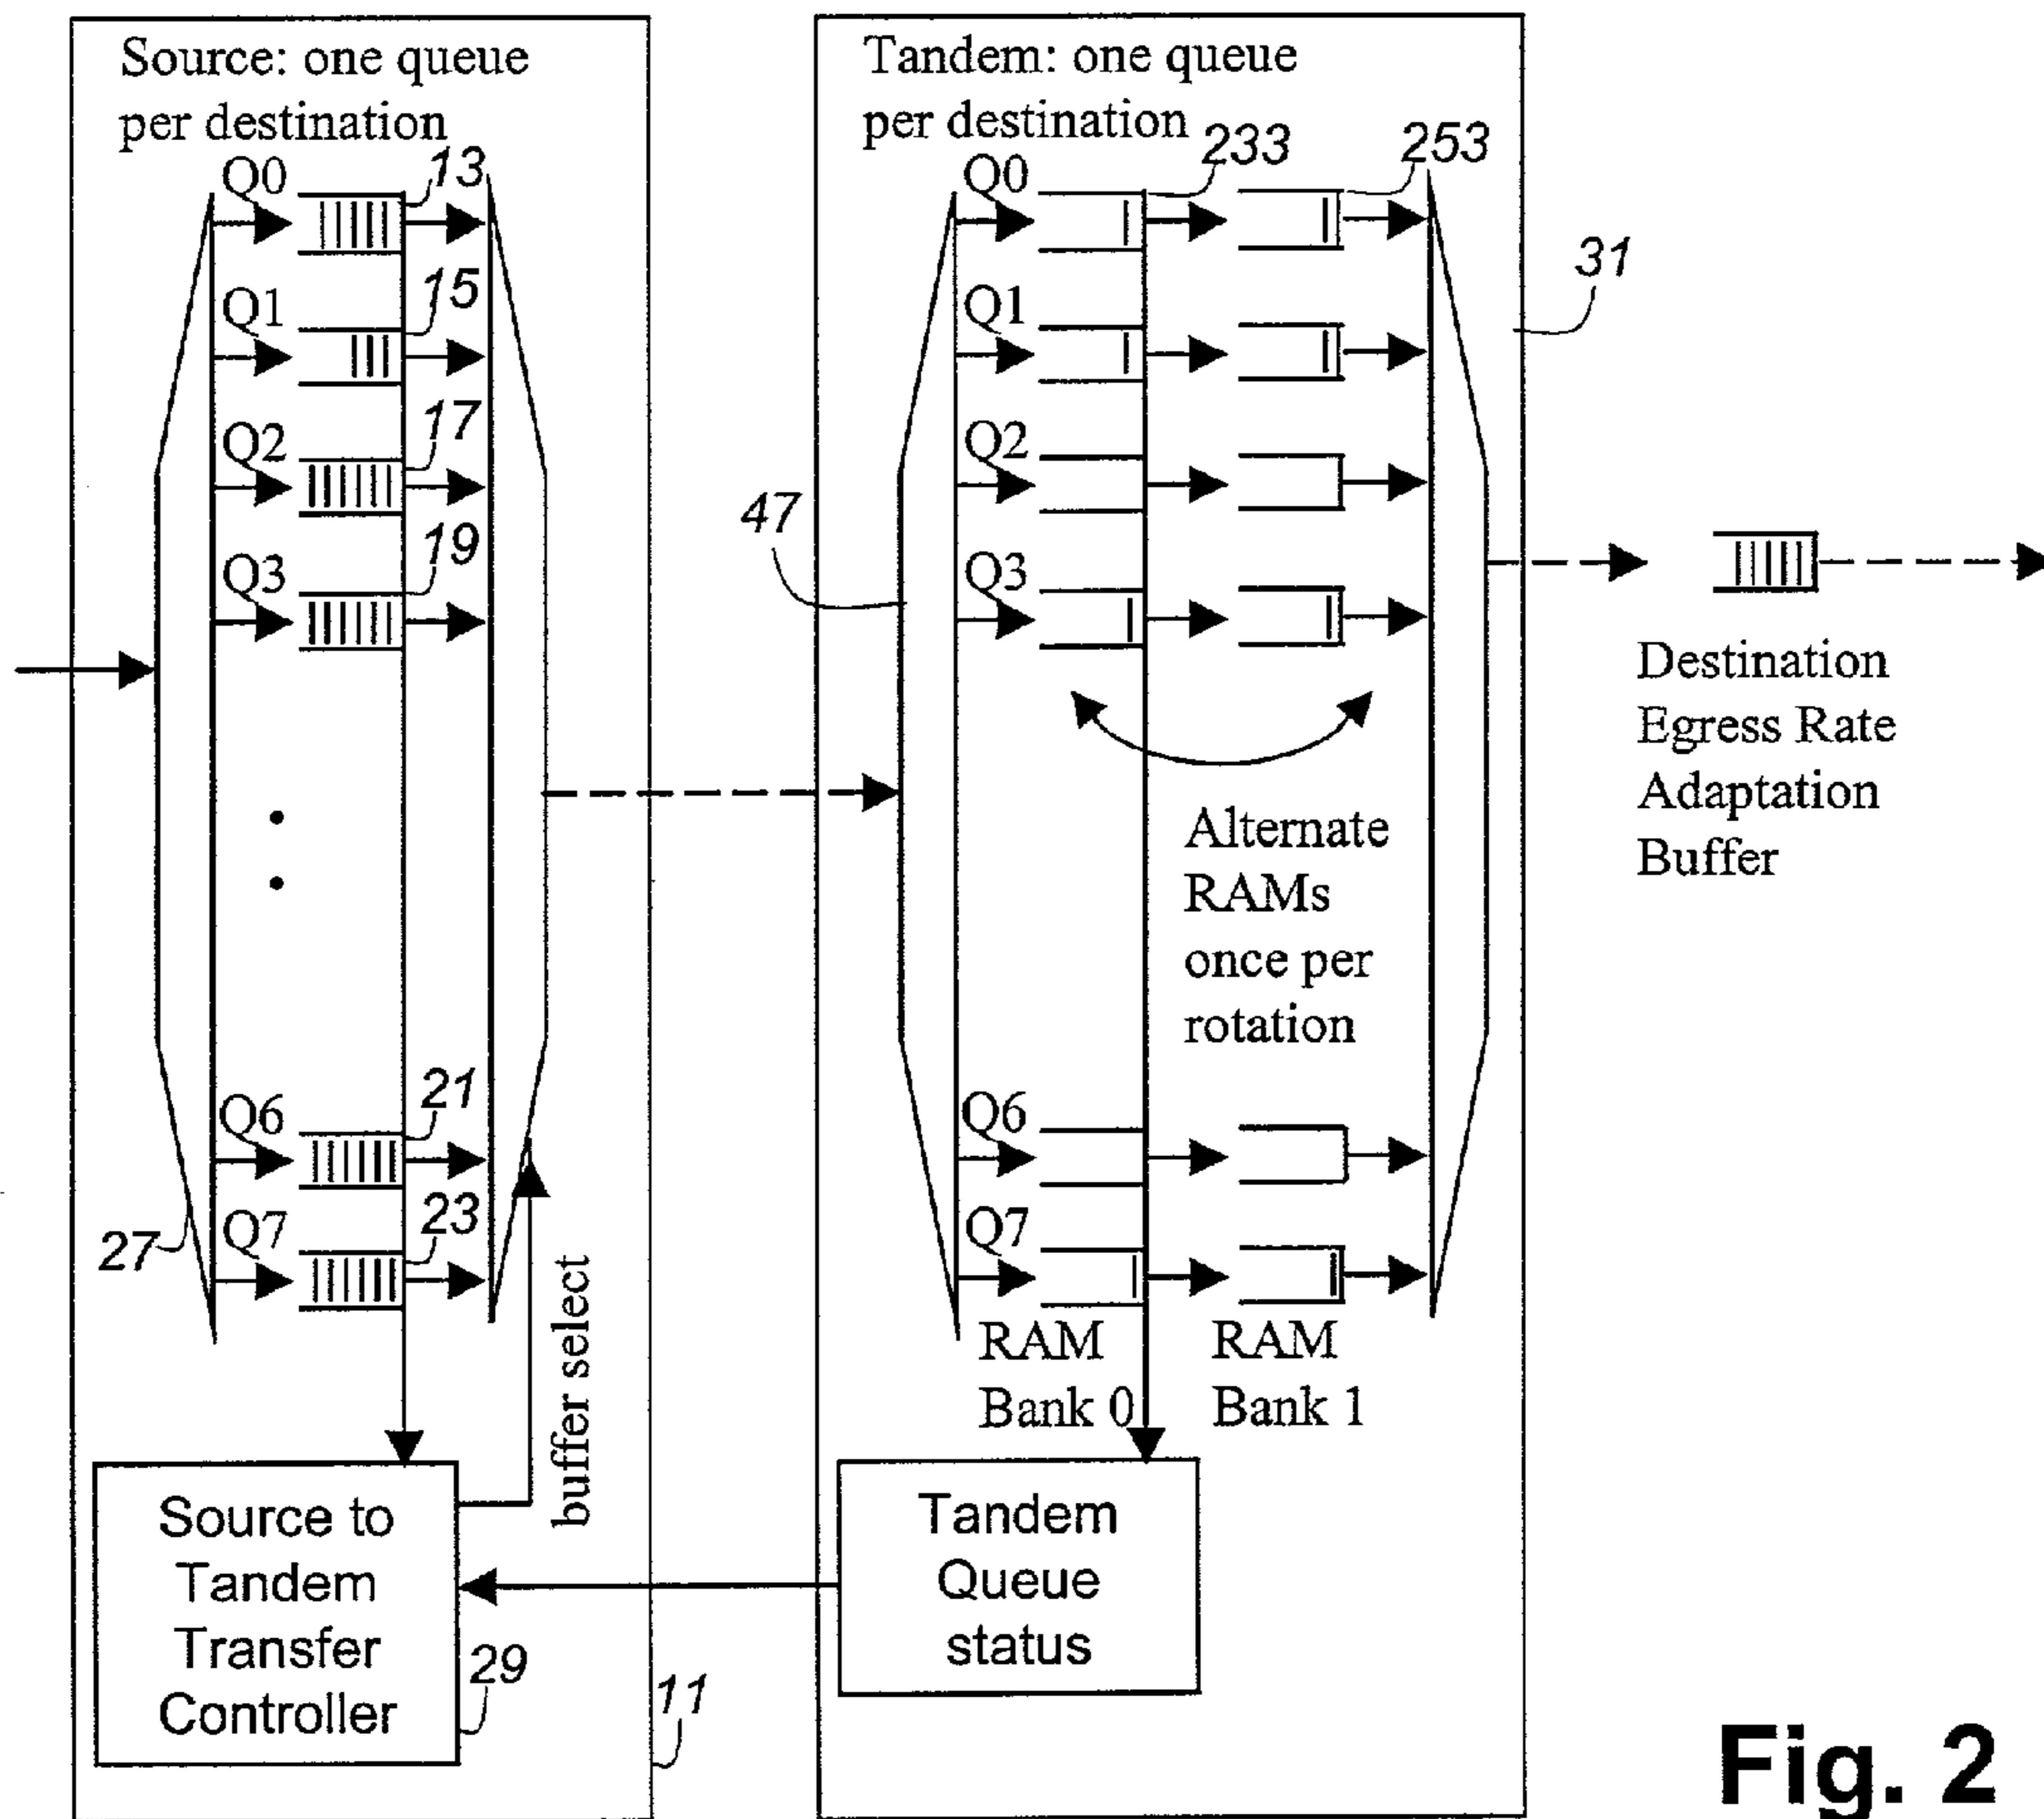 Source: one queue
per destination
Q0
13
Q1
15
Q2
17
Q3
19
Q6
21
Q7
23
27
buffer select
Source to
Tandem
Transfer
Controller
29
11
Tandem: one queue
per destination
Q0
233
253
Q1
Q2
Q3
31
47
Alternate
RAMs
once per
rotation
Q6
Q7
RAM
Bank 0
RAM
Bank 1
Tandem
Queue
status
Destination
Egress Rate
Adaptation
Buffer
Fig. 2